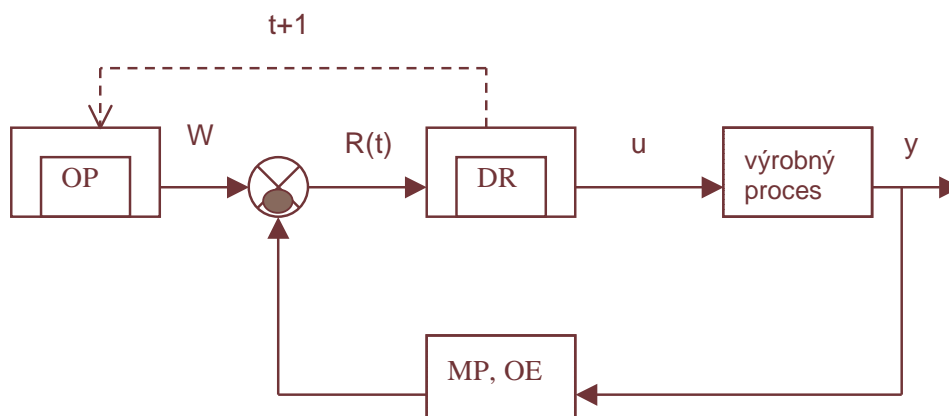 t+1
W
R(t)
u
y
OP
DR
výrobný
proces
MP, OE